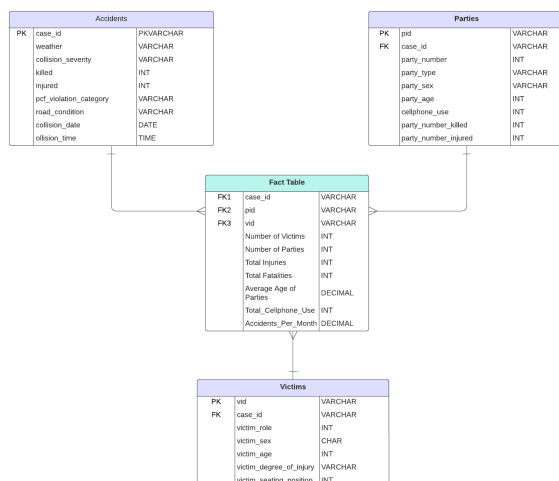 Accidents
PK case_id PKVARCHAR
weather VARCHAR
collision_severity VARCHAR
killed INT
injured INT
pcf_violation_category VARCHAR
road_condition VARCHAR
collision_date DATE
ollision_time TIME
Parties
PK pid VARCHAR
FK case_id VARCHAR
party_number INT
party_type VARCHAR
party_sex VARCHAR
party_age INT
cellphone_use INT
party_number_killed INT
party_number_injured INT
Fact Table
FK1 case_id VARCHAR
FK2 pid VARCHAR
FK3 vid VARCHAR
Number of Victims INT
Number of Parties INT
Total Injuries INT
Total Fatalities INT
Average Age of
Parties DECIMAL
Total_Cellphone_Use INT
Accidents_Per_Month DECIMAL
Victims
PK vid VARCHAR
FK case_id VARCHAR
victim_role INT
victim_sex CHAR
victim_age INT
victim_degree_of_injury VARCHAR
victim_seating_position INT